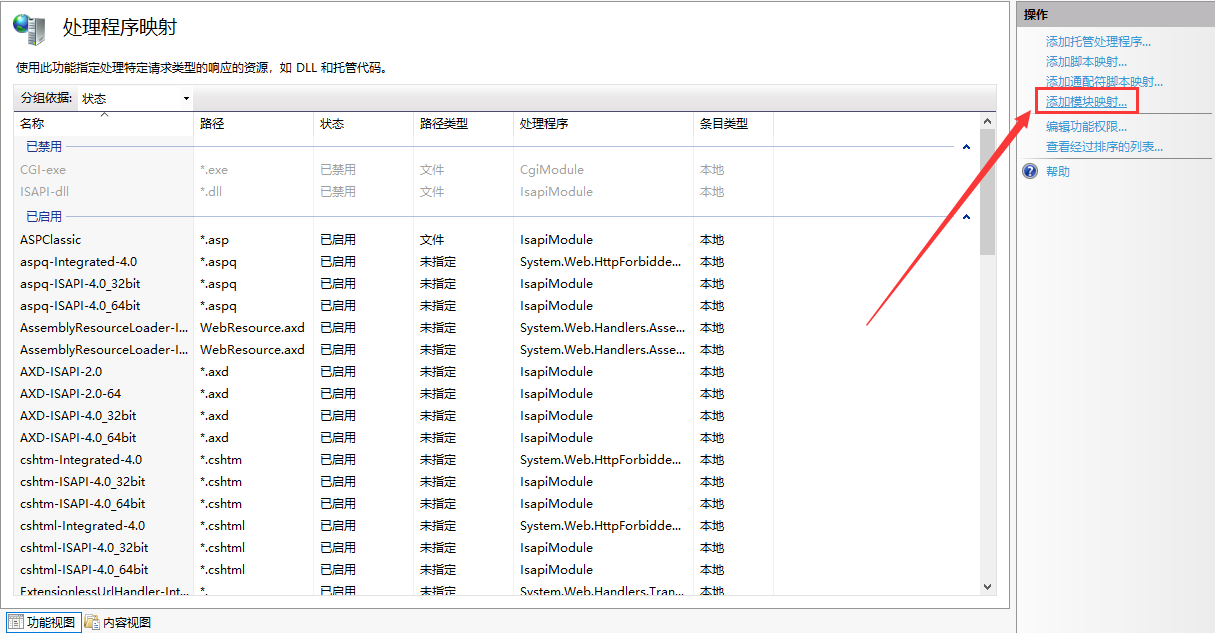 处理程序映射
使用此功能指定处理特定请求类型的响应的资源，如 DLL 和托管代码。
分组依据: 状态
名称 路径 状态 路径类型 处理程序 条目类型
已禁用
CGI-exe *.exe 已禁用 文件 CgiModule 本地
ISAPI-dll *.dll 已禁用 文件 IsapiModule 本地
已启用
ASPClassic *.asp 已启用 文件 IsapiModule 本地
aspq-Integrated-4.0 *.aspq 已启用 未指定 System.Web.HttpForbidde... 本地
aspq-ISAPI-4.0_32bit *.aspq 已启用 未指定 IsapiModule 本地
aspq-ISAPI-4.0_64bit *.aspq 已启用 未指定 IsapiModule 本地
AssemblyResourceLoader-I... WebResource.axd 已启用 未指定 System.Web.Handlers.Asse... 本地
AssemblyResourceLoader-I... WebResource.axd 已启用 未指定 System.Web.Handlers.Asse... 本地
AXD-ISAPI-2.0 *.axd 已启用 未指定 IsapiModule 本地
AXD-ISAPI-2.0-64 *.axd 已启用 未指定 IsapiModule 本地
AXD-ISAPI-4.0_32bit *.axd 已启用 未指定 IsapiModule 本地
AXD-ISAPI-4.0_64bit *.axd 已启用 未指定 IsapiModule 本地
cshtm-Integrated-4.0 *.cshtm 已启用 未指定 System.Web.HttpForbidde... 本地
cshtm-ISAPI-4.0_32bit *.cshtm 已启用 未指定 IsapiModule 本地
cshtm-ISAPI-4.0_64bit *.cshtm 已启用 未指定 IsapiModule 本地
cshtml-Integrated-4.0 *.cshtml 已启用 未指定 System.Web.HttpForbidde... 本地
cshtml-ISAPI-4.0_32bit *.cshtml 已启用 未指定 IsapiModule 本地
cshtml-ISAPI-4.0_64bit *.cshtml 已启用 未指定 IsapiModule 本地
ExtensionlessUrlHandler-Int... *. 已启用 未指定 System.Web.Handlers.Tran... 本地
功能视图 内容视图
操作
添加托管处理程序...
添加脚本映射...
添加通配符脚本映射...
添加模块映射...
编辑功能权限...
查看经过排序的列表...
帮助